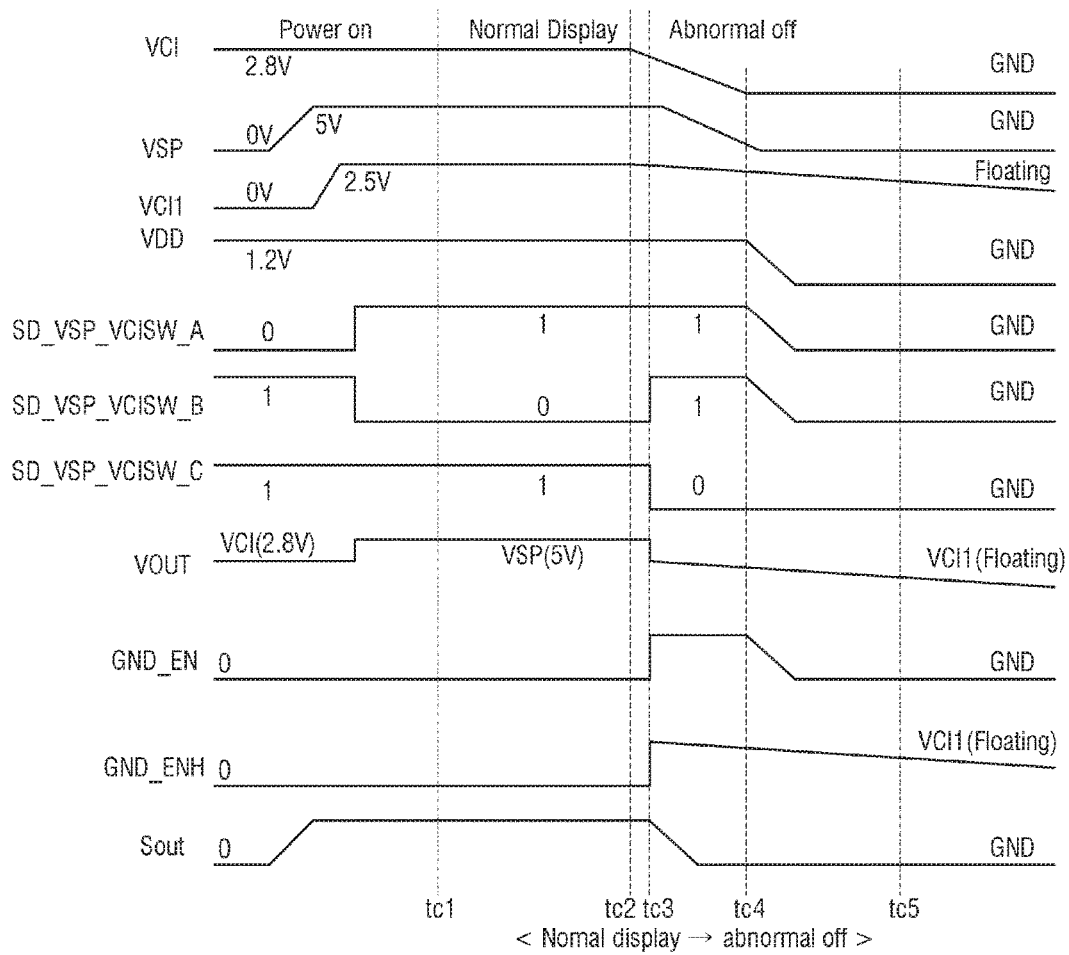 Power on Normal Display Abnormal off
VCI 2.8V GND
VSP 0V 5V GND
VCI1 0V 2.5V Floating
VDD 1.2V GND
SD_VSP_VCISW_A 0 1 1 GND
SD_VSP_VCISW_B 1 0 1 GND
SD_VSP_VCISW_C 1 1 0 GND
VOUT VCI(2.8V) VSP(5V) VCI1(Floating)
GND_EN 0 GND
GND_ENH 0 VCI1(Floating)
Sout 0 GND
tc1 tc2 tc3 tc4 tc5
< Nomal display → abnormal off >